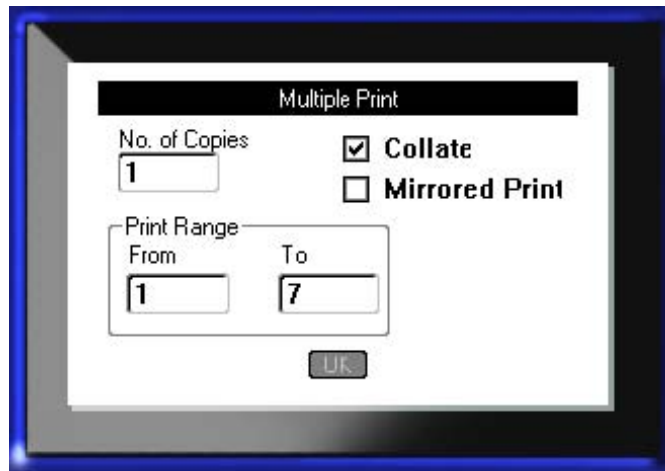 Multiple Print
No. of Copies
1
Collate
Mirrored Print
Print Range
From To
1 7
OK